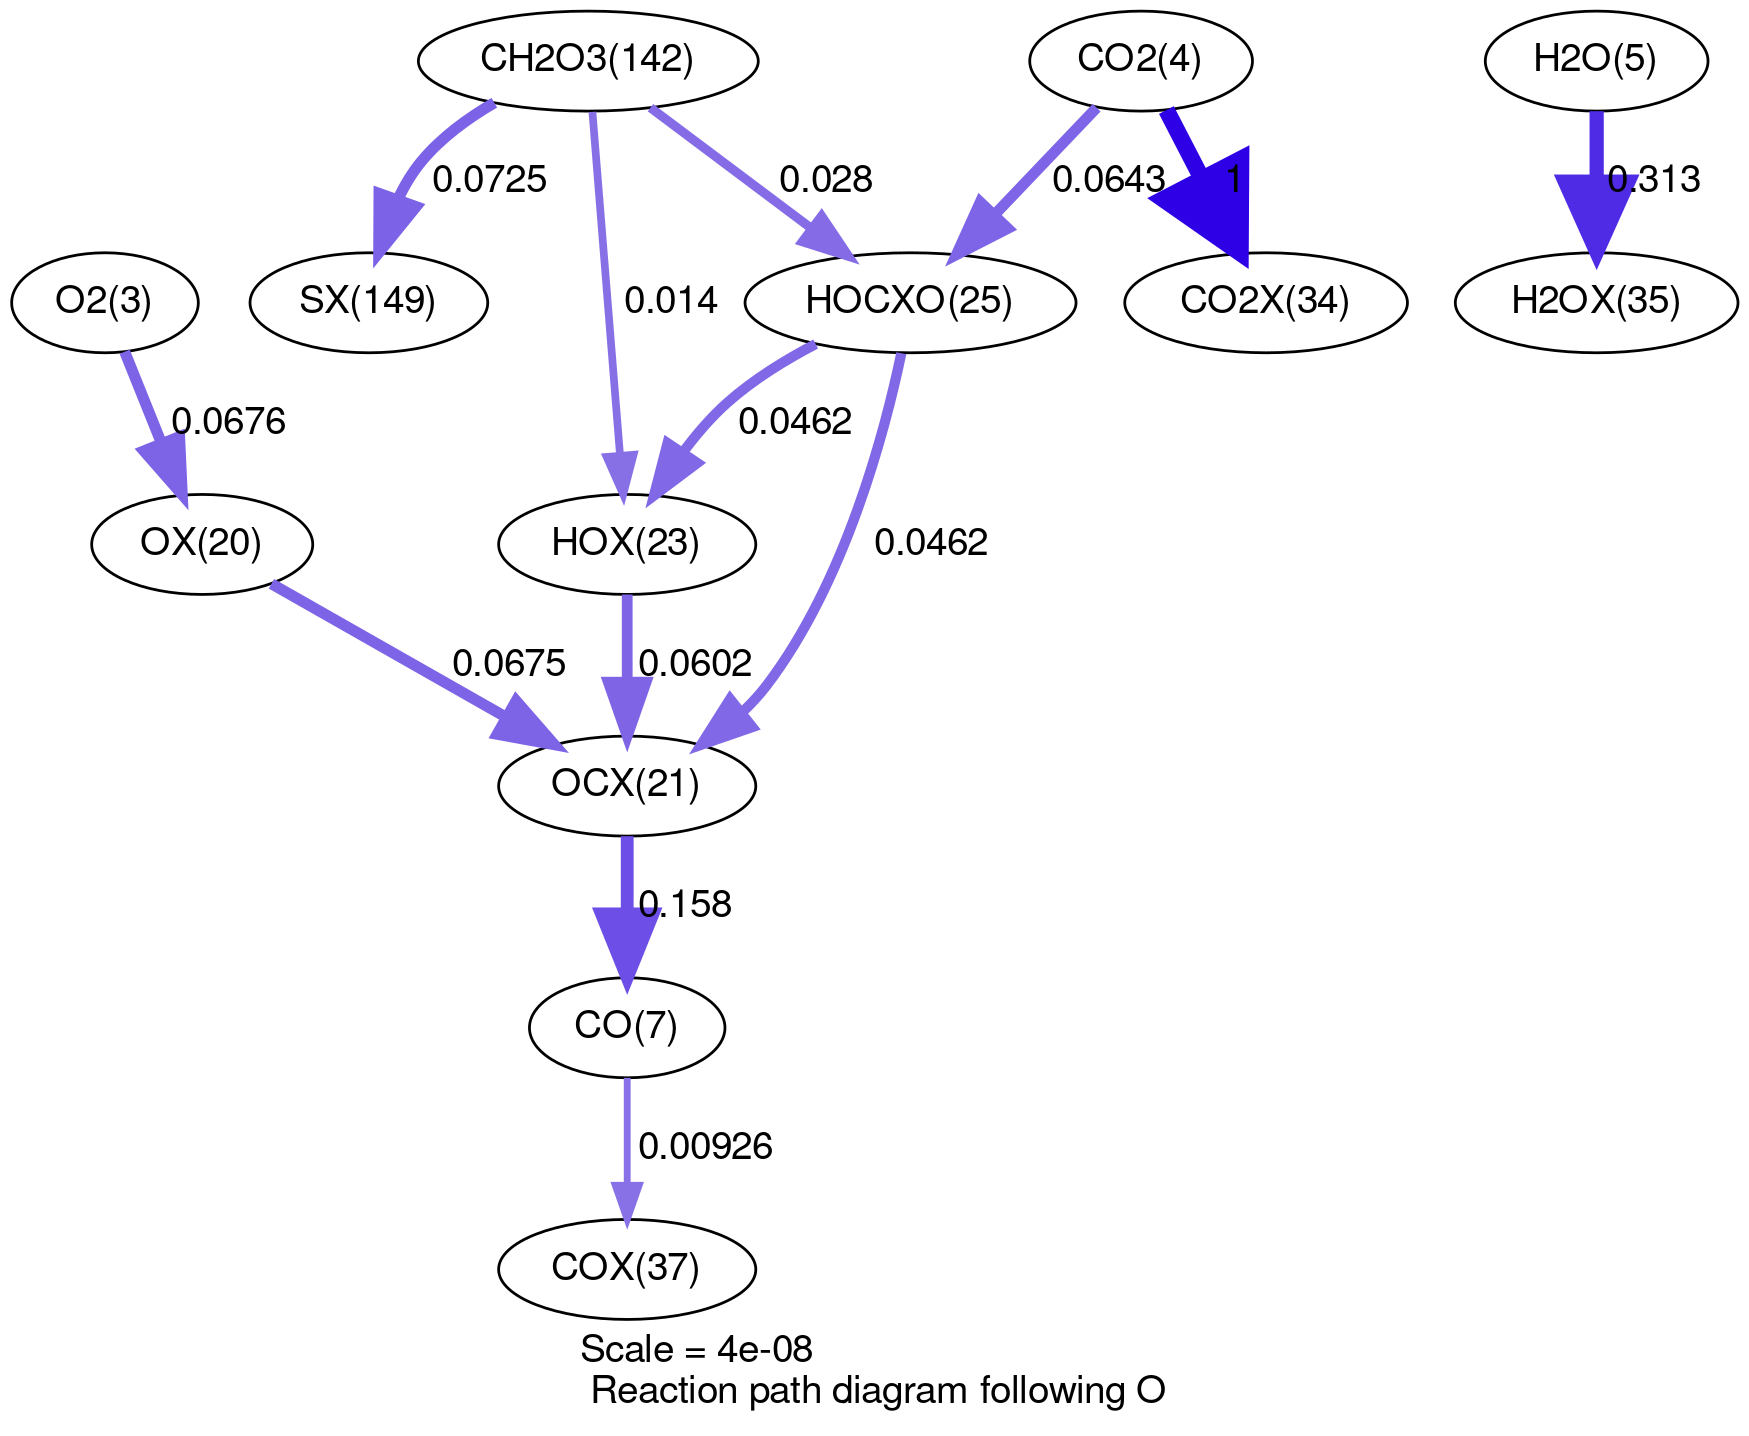 CH2O3(142)
CO2(4)
H2O(5)
0.0725
0.028
0.0643
1
0.313
O2(3)
SX(149)
0.014
HOCXO(25)
CO2X(34)
H2OX(35)
0.0676
0.0462
OX(20)
HOX(23)
0.0462
0.0675
0.0602
OCX(21)
0.158
CO(7)
0.00926
COX(37)
Scale = 4e-08
Reaction path diagram following O